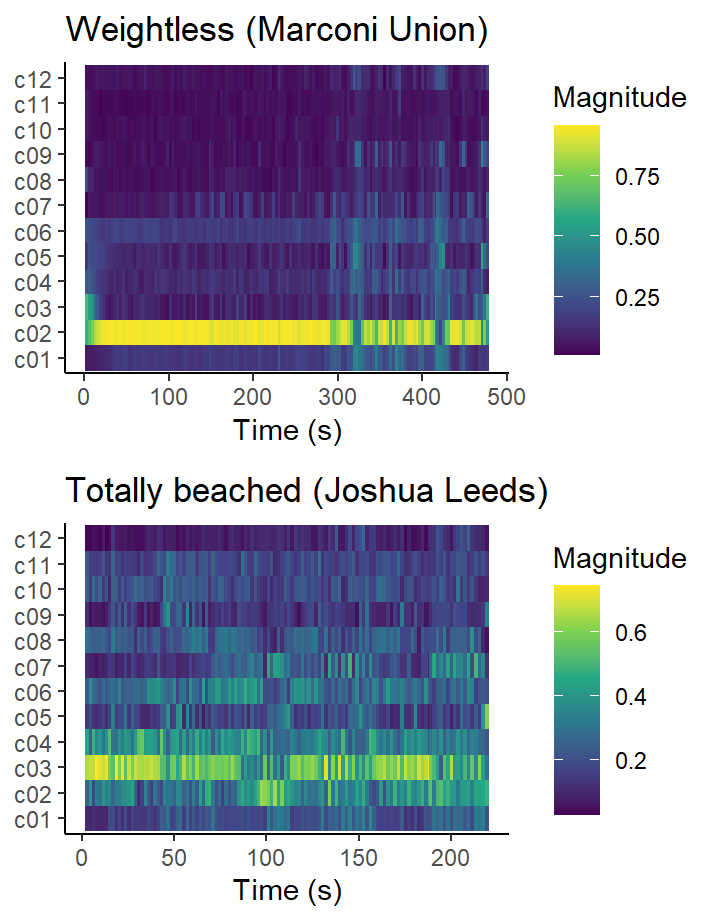 Weightless (Marconi Union)
c12
c11
c10
c09
c08
c07
c06
c05
c04
c03
c02
c01
0 100 200 300 400 500
Time (s)
Magnitude
0.75
0.50
0.25
Totally beached (Joshua Leeds)
c12
c11
c10
c09
c08
c07
c06
c05
c04
c03
c02
c01
0 50 100 150 200
Time (s)
Magnitude
0.6
0.4
0.2